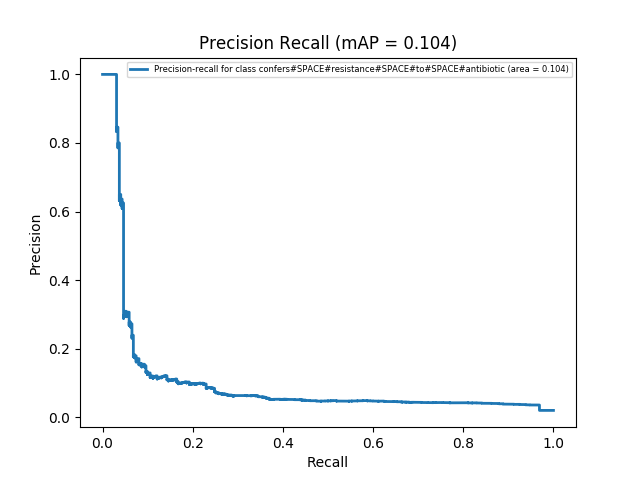 Precision Recall (mAP = 0.104)
Precision-recall for class confers#SPACE#resistance#SPACE#to#SPACE#antibiotic (area = 0.104)
Precision
1.0
0.8
0.6
0.4
0.2
0.0
0.0 0.2 0.4 0.6 0.8 1.0
Recall